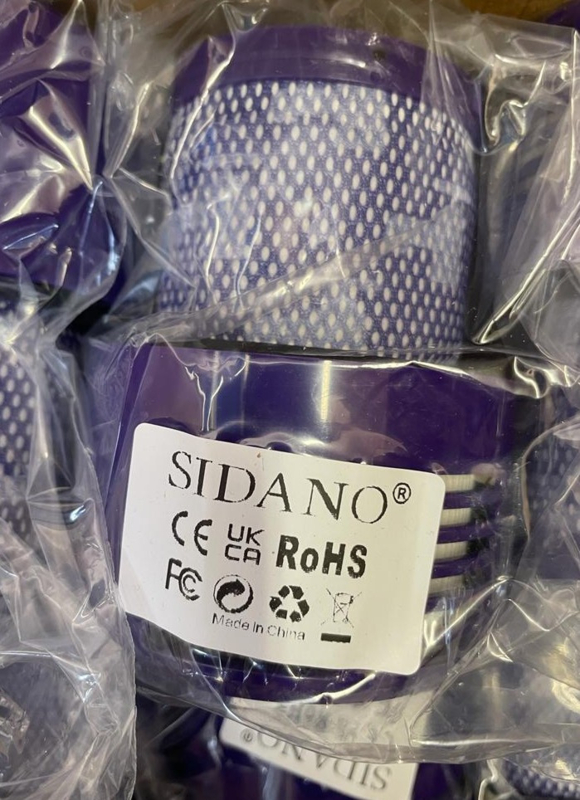 SIDANO®
CE UK CA RoHS
FC
Made in China
SIDANO®